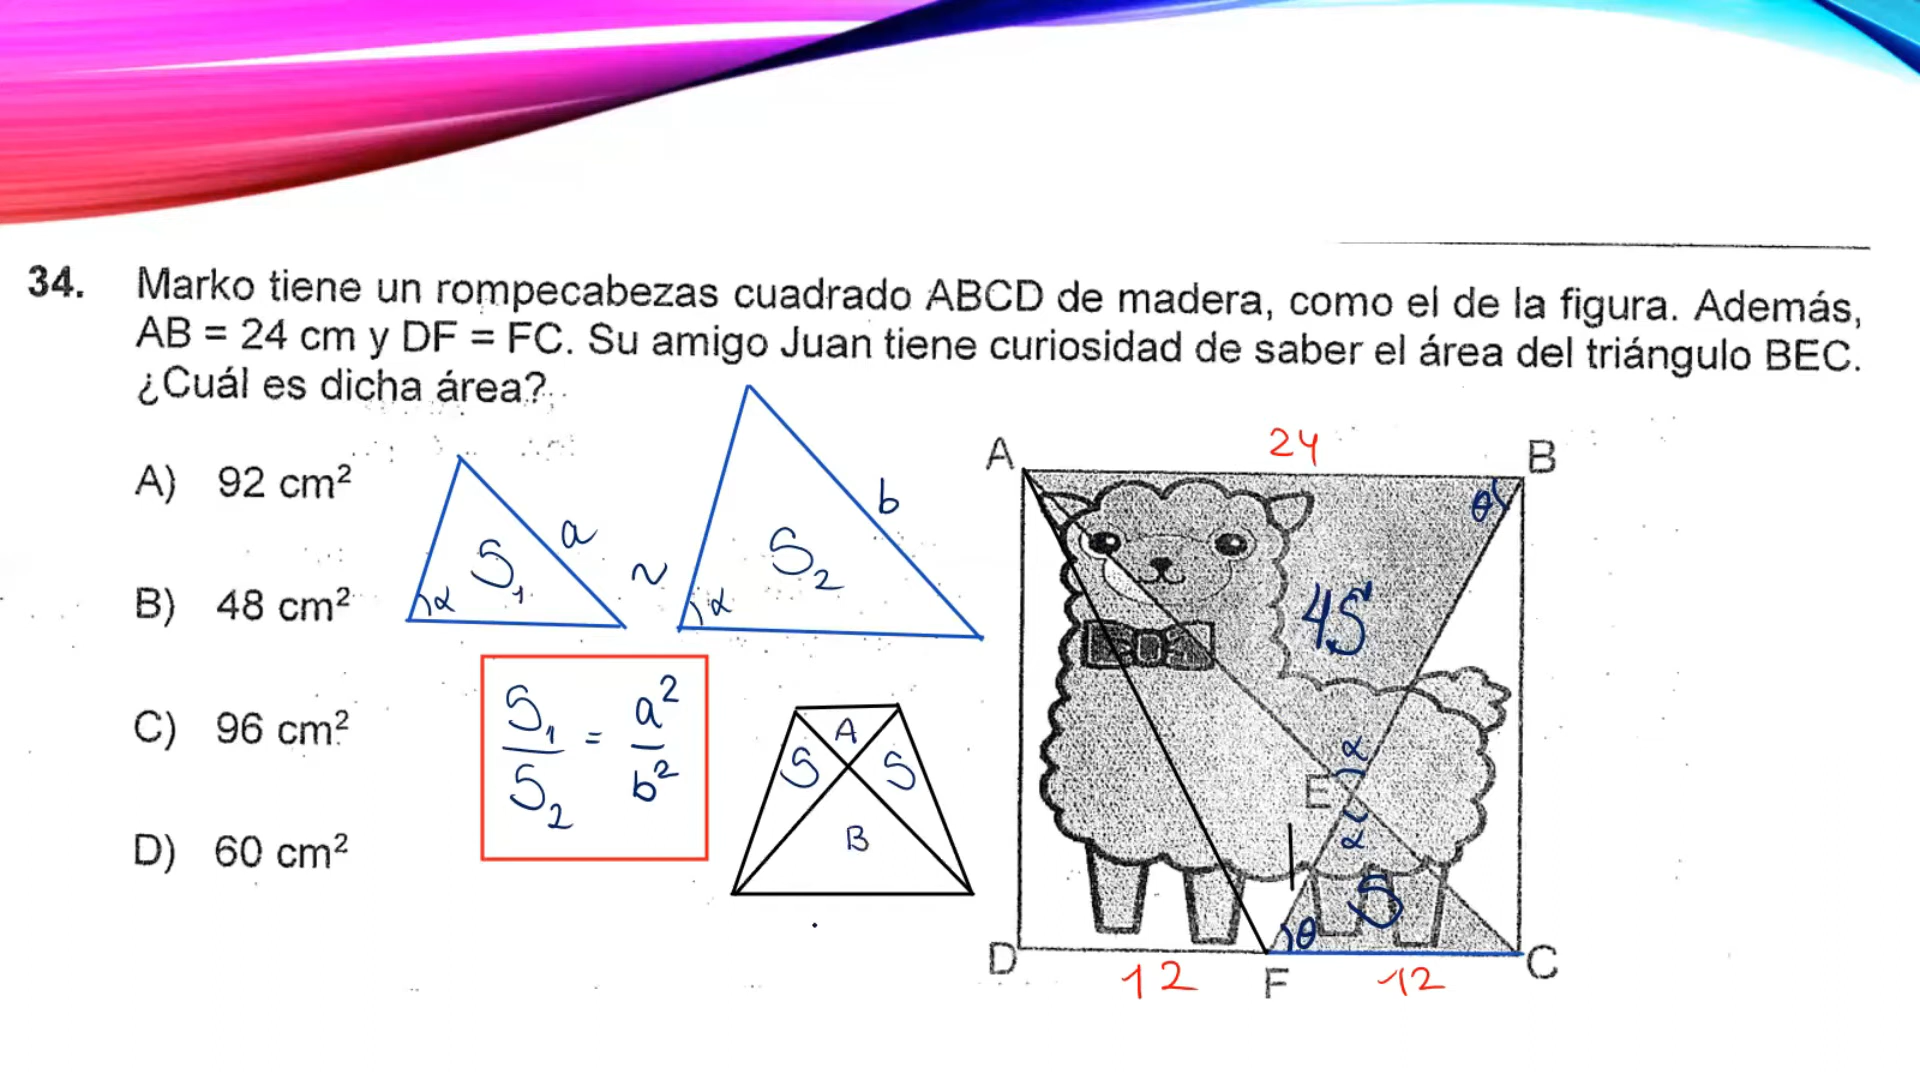 34. Marko tiene un rompecabezas cuadrado ABCD de madera, como el de la figura. Además,
AB = 24 cm y DF = FC. Su amigo Juan tiene curiosidad de saber el área del triángulo BEC.
¿Cuál es dicha área?
A) 92 cm²
B) 48 cm²
C) 96 cm²
D) 60 cm²
S₁ a
α
~
S₂ b
α
S₁/S₂ = a²/b²
A
S S
B
A 24 B
θ
4S
α
E
α
θ S
D 12 F 12 C